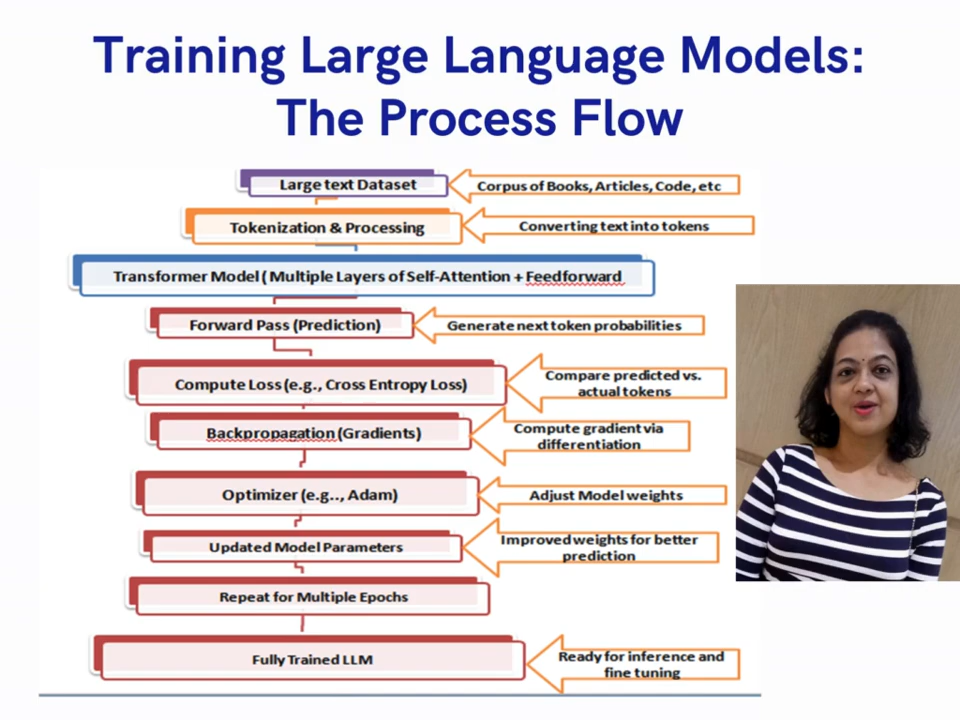 Training Large Language Models:
The Process Flow
Large text Dataset
Corpus of Books, Articles, Code, etc
Tokenization & Processing
Converting text into tokens
Transformer Model ( Multiple Layers of Self-Attention + Feedforward
Forward Pass (Prediction)
Generate next token probabilities
Compute Loss (e.g., Cross Entropy Loss)
Compare predicted vs.
actual tokens
Backpropagation (Gradients)
Compute gradient via
differentiation
Optimizer (e.g.., Adam)
Adjust Model weights
Updated Model Parameters
Improved weights for better
prediction
Repeat for Multiple Epochs
Fully Trained LLM
Ready for inference and
fine tuning